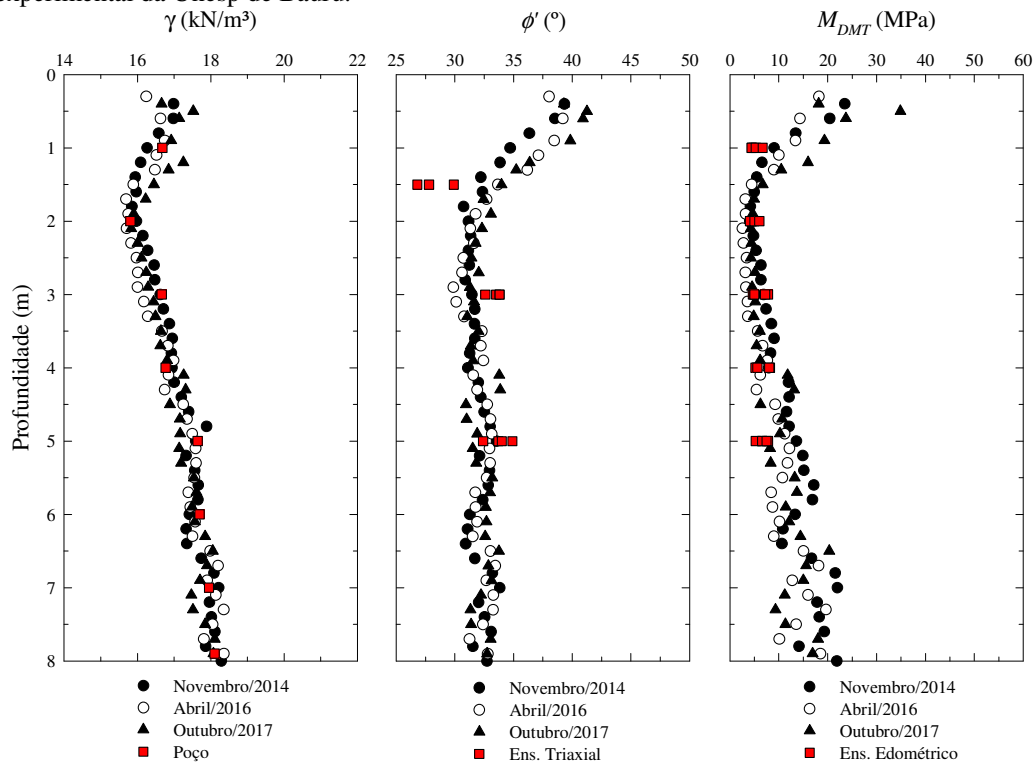 experimental da Unesp de Bauru.
γ (kN/m³)
ϕ' (º)
M_DMT (MPa)
14 16 18 20 22
25 30 35 40 45 50
0 10 20 30 40 50 60
0
1
2
3
4
5
6
7
8
Profundidade (m)
Novembro/2014
Abril/2016
Outubro/2017
Poço
Novembro/2014
Abril/2016
Outubro/2017
Ens. Triaxial
Novembro/2014
Abril/2016
Outubro/2017
Ens. Edométrico